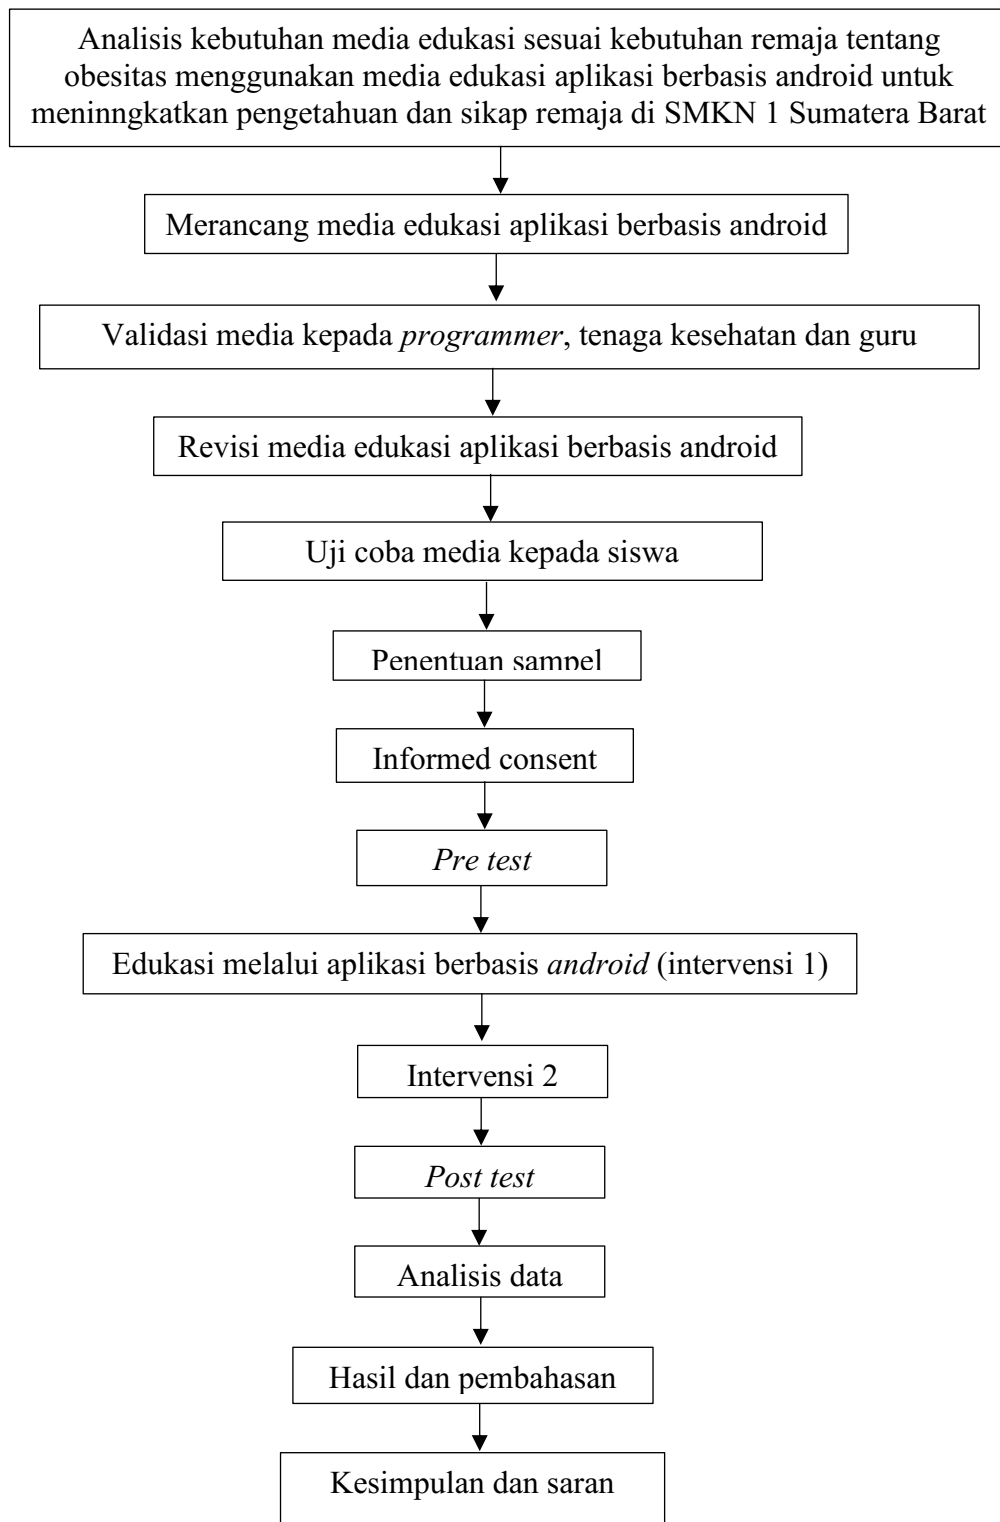 Analisis kebutuhan media edukasi sesuai kebutuhan remaja tentang
obesitas menggunakan media edukasi aplikasi berbasis android untuk
meninngkatkan pengetahuan dan sikap remaja di SMKN 1 Sumatera Barat
Merancang media edukasi aplikasi berbasis android
Validasi media kepada programmer, tenaga kesehatan dan guru
Revisi media edukasi aplikasi berbasis android
Uji coba media kepada siswa
Penentuan sampel
Informed consent
Pre test
Edukasi melalui aplikasi berbasis android (intervensi 1)
Intervensi 2
Post test
Analisis data
Hasil dan pembahasan
Kesimpulan dan saran